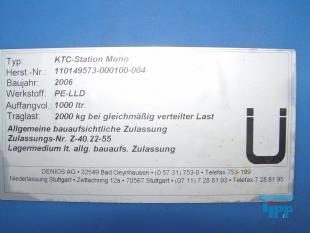 Typ: KTC-Station Mono
Herst.-Nr.: 110149573-000100-004
Baujahr: 2006
Werkstoff: PE-LLD
Auffangvol.: 1000 ltr.
Traglast: 2000 kg bei gleichmäßig verteilter Last
Allgemeine bauaufsichtliche Zulassung
Zulassungs-Nr. Z-40.22-55
Lagermedium lt. allg. bauaufs. Zulassung
Ü
DENIOS AG • 32549 Bad Oeynhausen • (0 57 31) 753-0 • Telefax 753-199
Niederlassung Stuttgart • Zettachring 12a • 70567 Stuttgart • (07 11) 7 28 81 93 • Telefax 7 28 81 95
TIPP